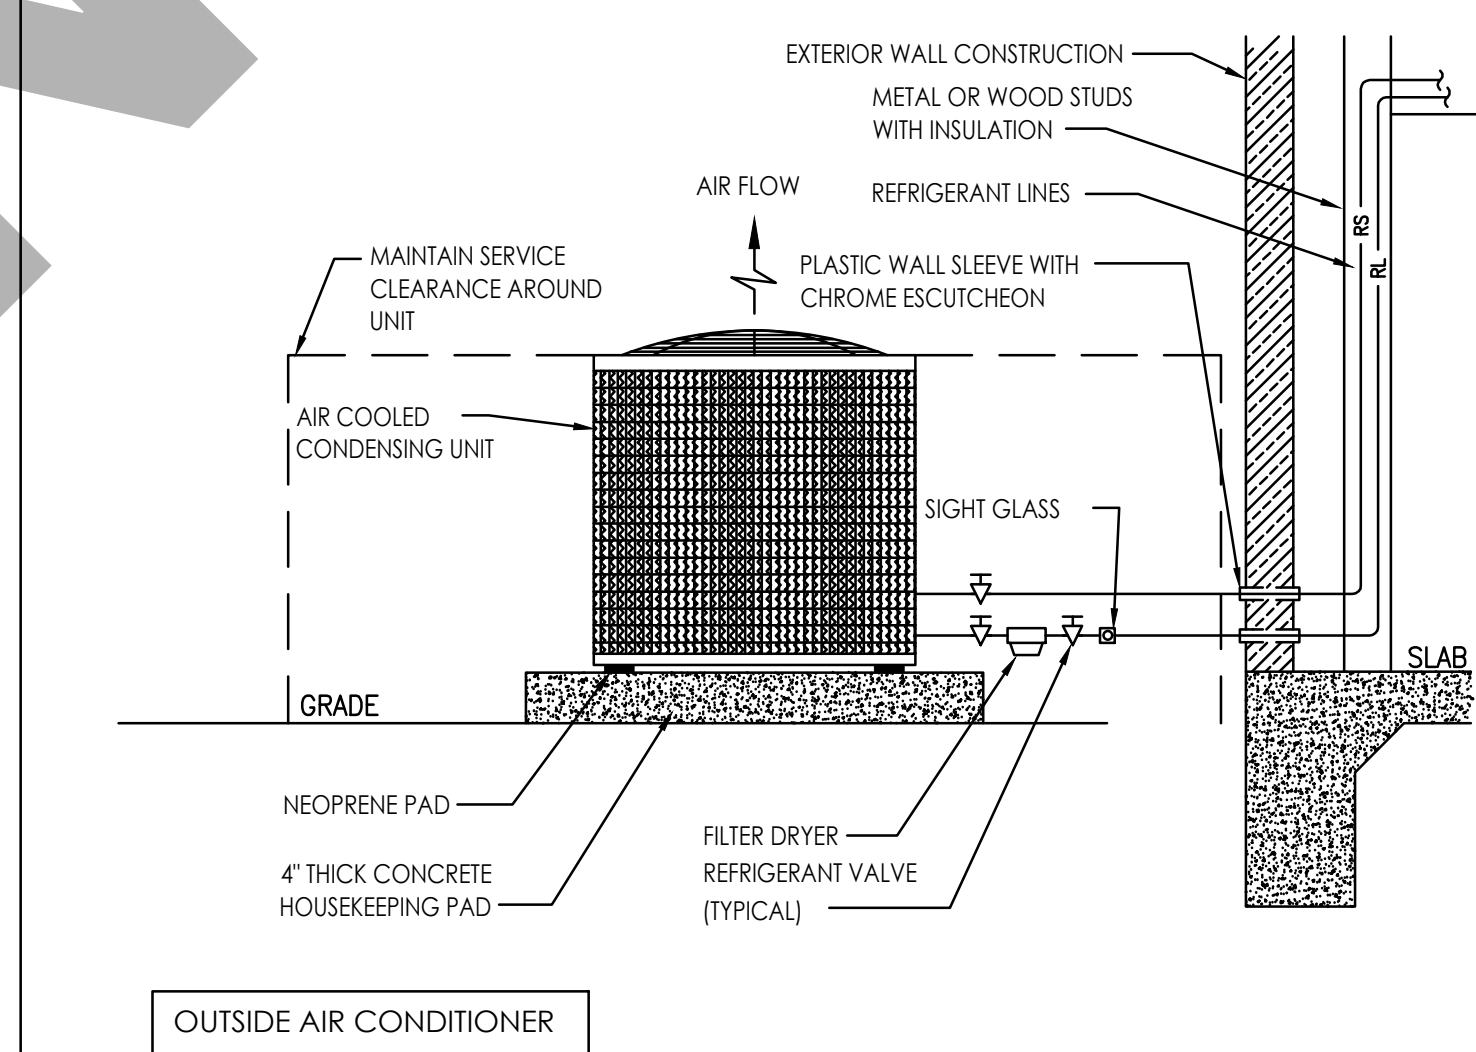 EXTERIOR WALL CONSTRUCTION
METAL OR WOOD STUDS
WITH INSULATION
AIR FLOW
REFRIGERANT LINES
RS
RL
MAINTAIN SERVICE
CLEARANCE AROUND
UNIT
PLASTIC WALL SLEEVE WITH
CHROME ESCUTCHEON
AIR COOLED
CONDENSING UNIT
SIGHT GLASS
SLAB
GRADE
NEOPRENE PAD
FILTER DRYER
REFRIGERANT VALVE
(TYPICAL)
4" THICK CONCRETE
HOUSEKEEPING PAD
OUTSIDE AIR CONDITIONER